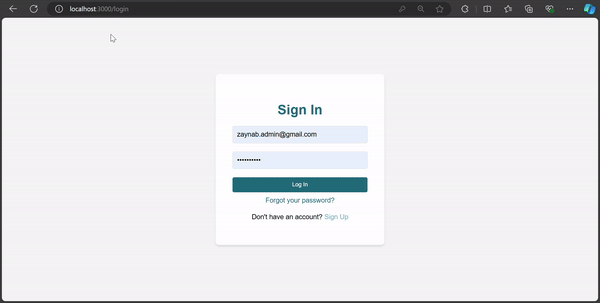 localhost:3000/login
Sign In
zaynab.admin@gmail.com
••••••••••
Log In
Forgot your password?
Don't have an account? Sign Up